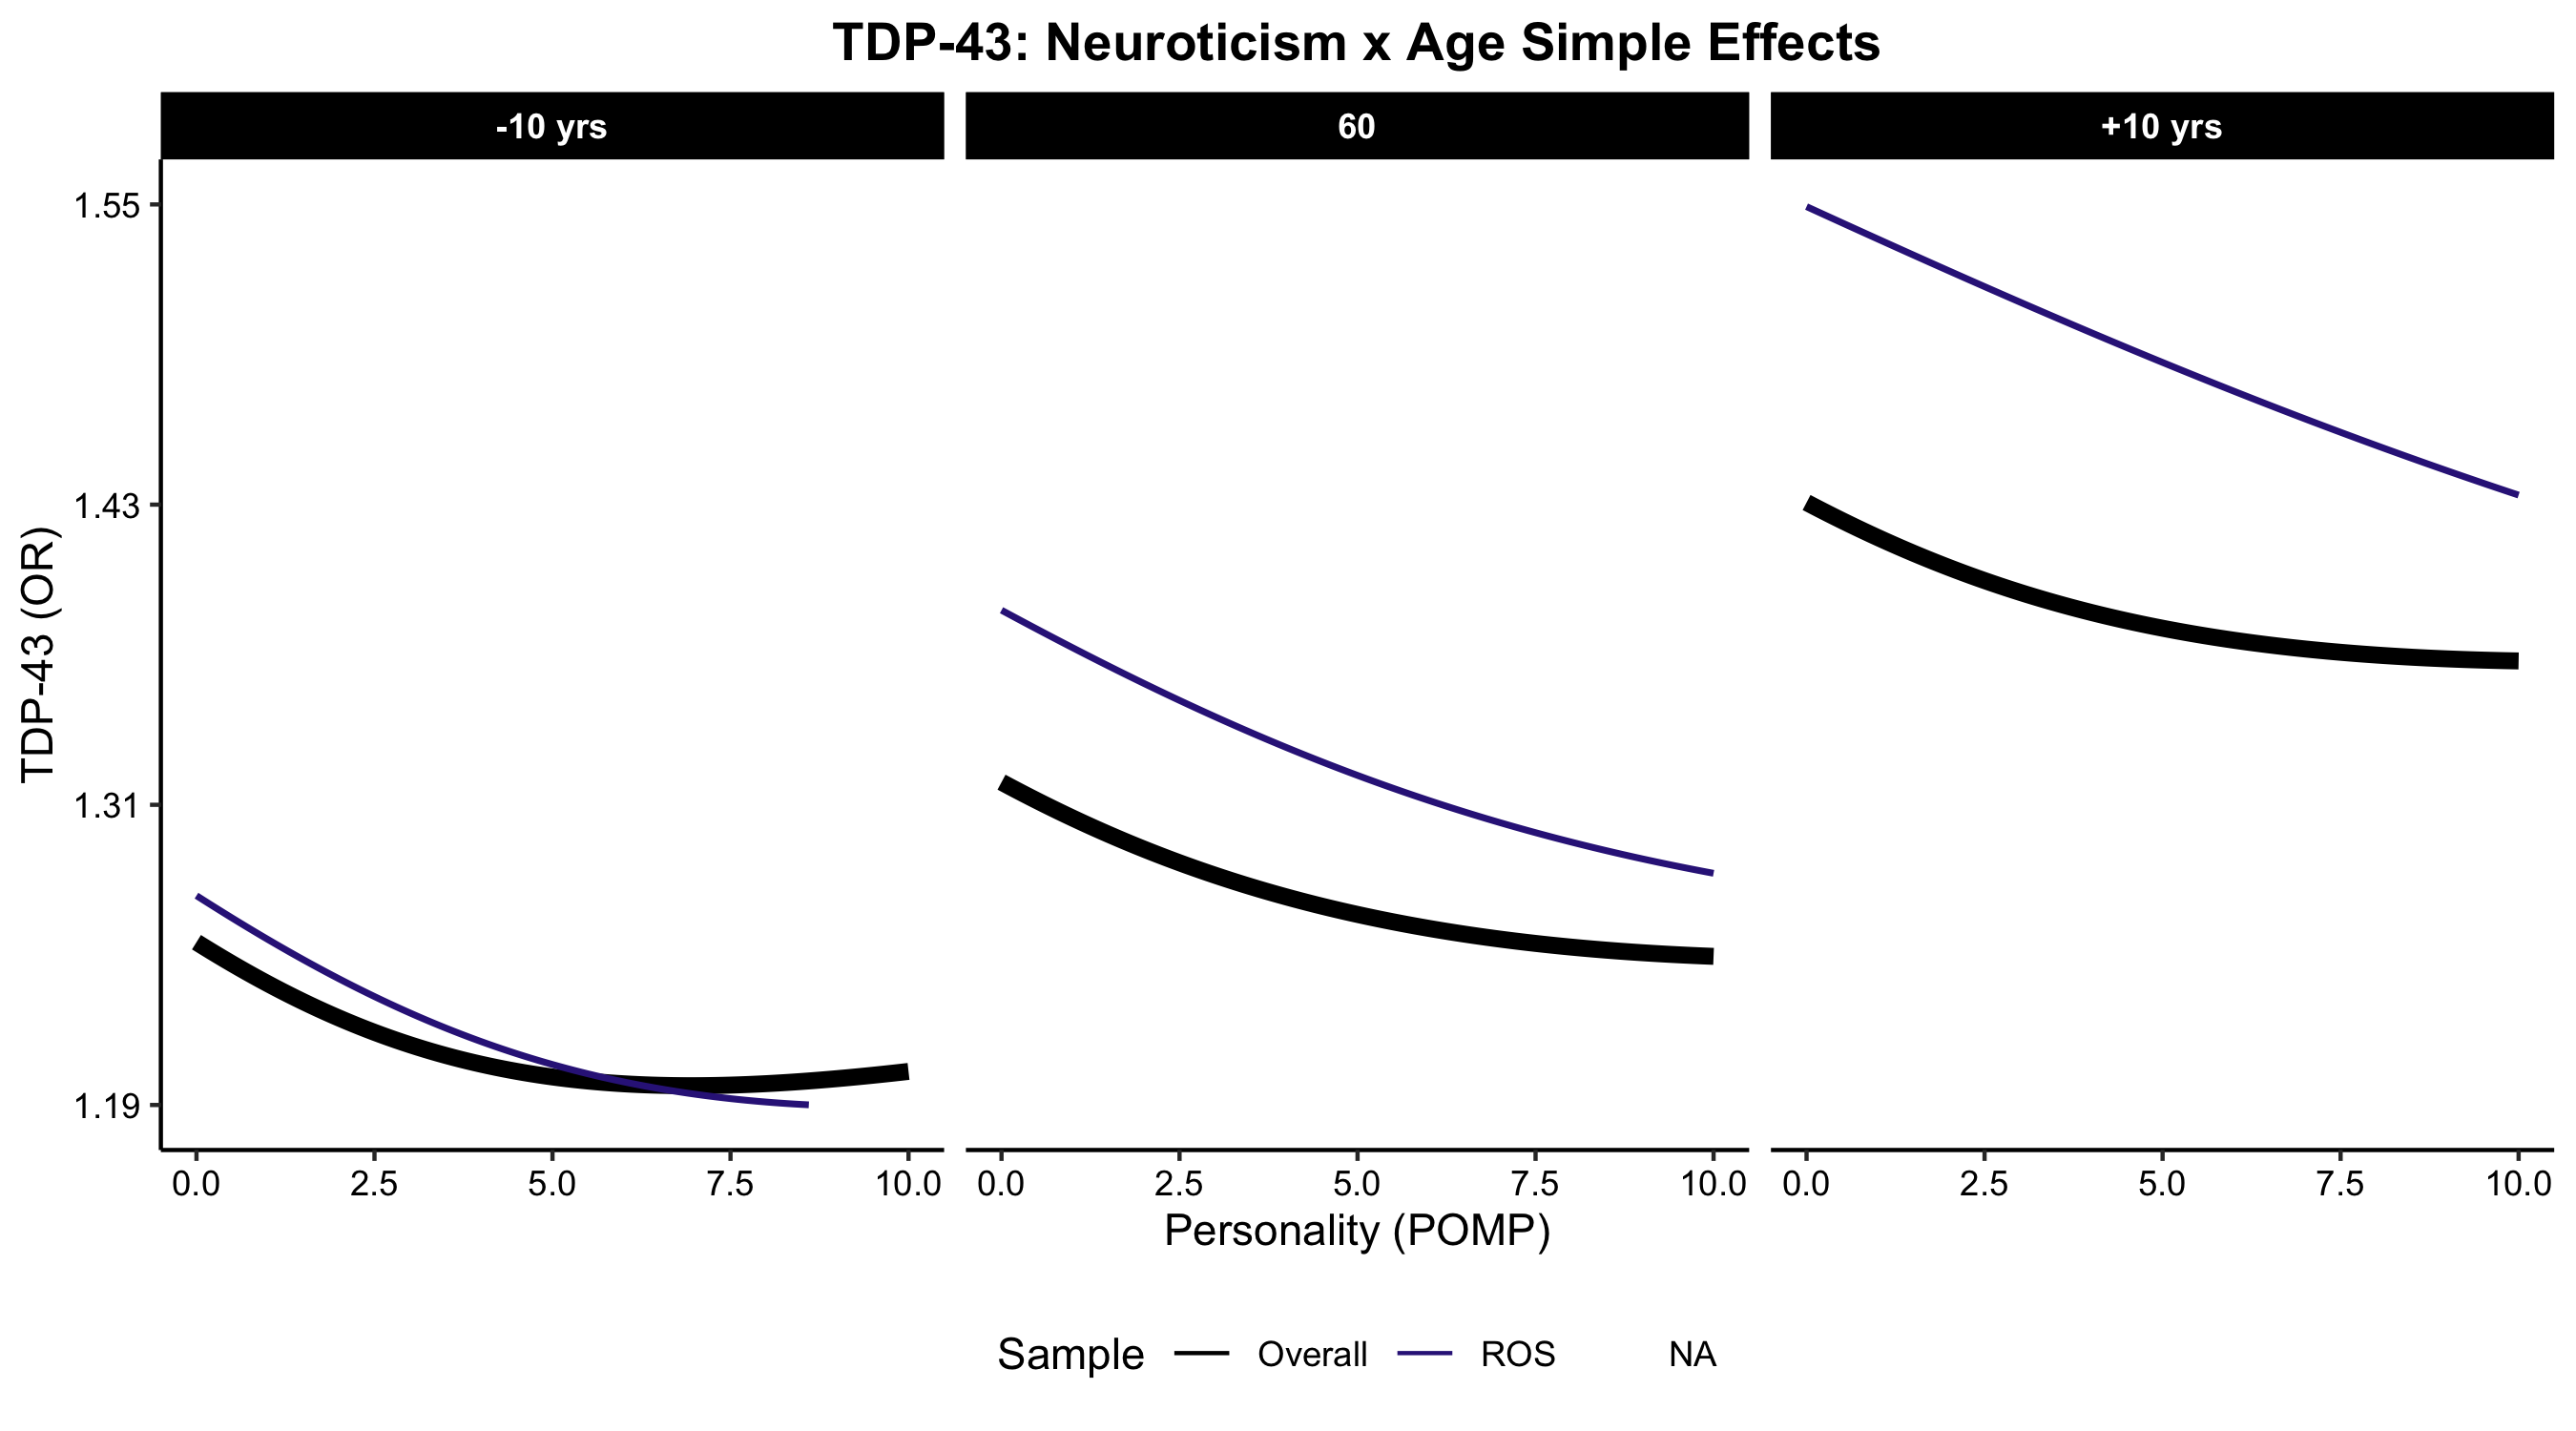 TDP-43: Neuroticism x Age Simple Effects
-10 yrs
60
+10 yrs
TDP-43 (OR)
1.55
1.43
1.31
1.19
0.0 2.5 5.0 7.5 10.0
0.0 2.5 5.0 7.5 10.0
0.0 2.5 5.0 7.5 10.0
Personality (POMP)
Sample Overall ROS NA